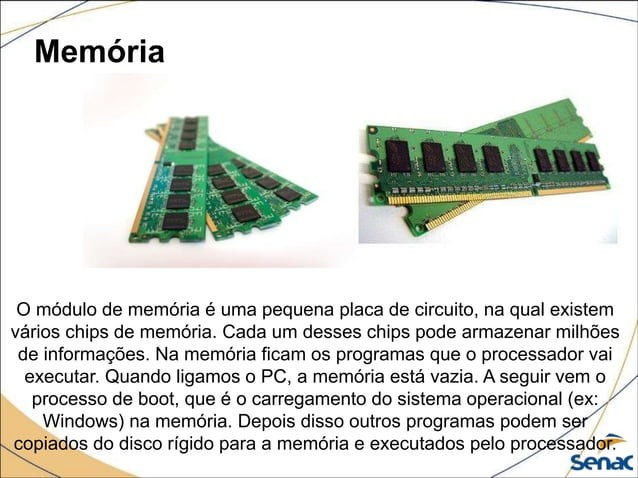 Memória
O módulo de memória é uma pequena placa de circuito, na qual existem
vários chips de memória. Cada um desses chips pode armazenar milhões
de informações. Na memória ficam os programas que o processador vai
executar. Quando ligamos o PC, a memória está vazia. A seguir vem o
processo de boot, que é o carregamento do sistema operacional (ex:
Windows) na memória. Depois disso outros programas podem ser
copiados do disco rígido para a memória e executados pelo processador.
Senac